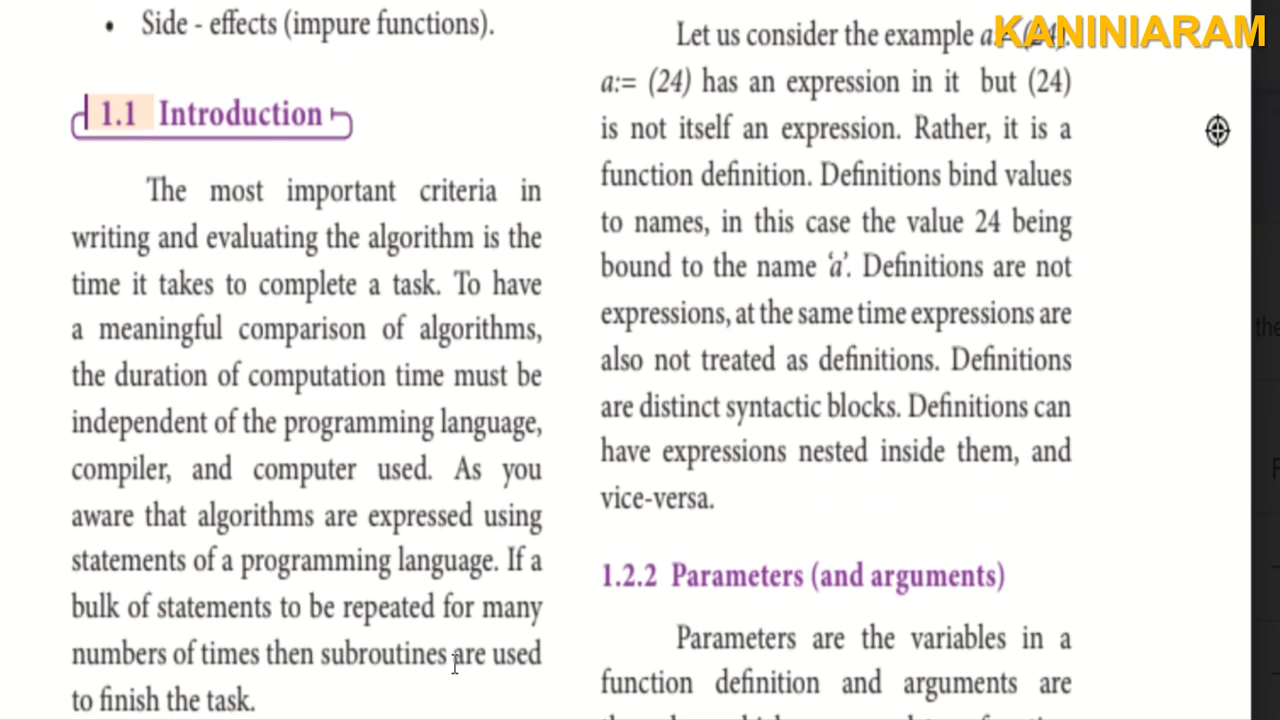 • Side - effects (impure functions).
1.1 Introduction
The most important criteria in
writing and evaluating the algorithm is the
time it takes to complete a task. To have
a meaningful comparison of algorithms,
the duration of computation time must be
independent of the programming language,
compiler, and computer used. As you
aware that algorithms are expressed using
statements of a programming language. If a
bulk of statements to be repeated for many
numbers of times then subroutines are used
to finish the task.
KANINIARAM
Let us consider the example a:= (24).
a:= (24) has an expression in it but (24)
is not itself an expression. Rather, it is a
function definition. Definitions bind values
to names, in this case the value 24 being
bound to the name ‘a’. Definitions are not
expressions, at the same time expressions are
also not treated as definitions. Definitions
are distinct syntactic blocks. Definitions can
have expressions nested inside them, and
vice-versa.
1.2.2 Parameters (and arguments)
Parameters are the variables in a
function definition and arguments are